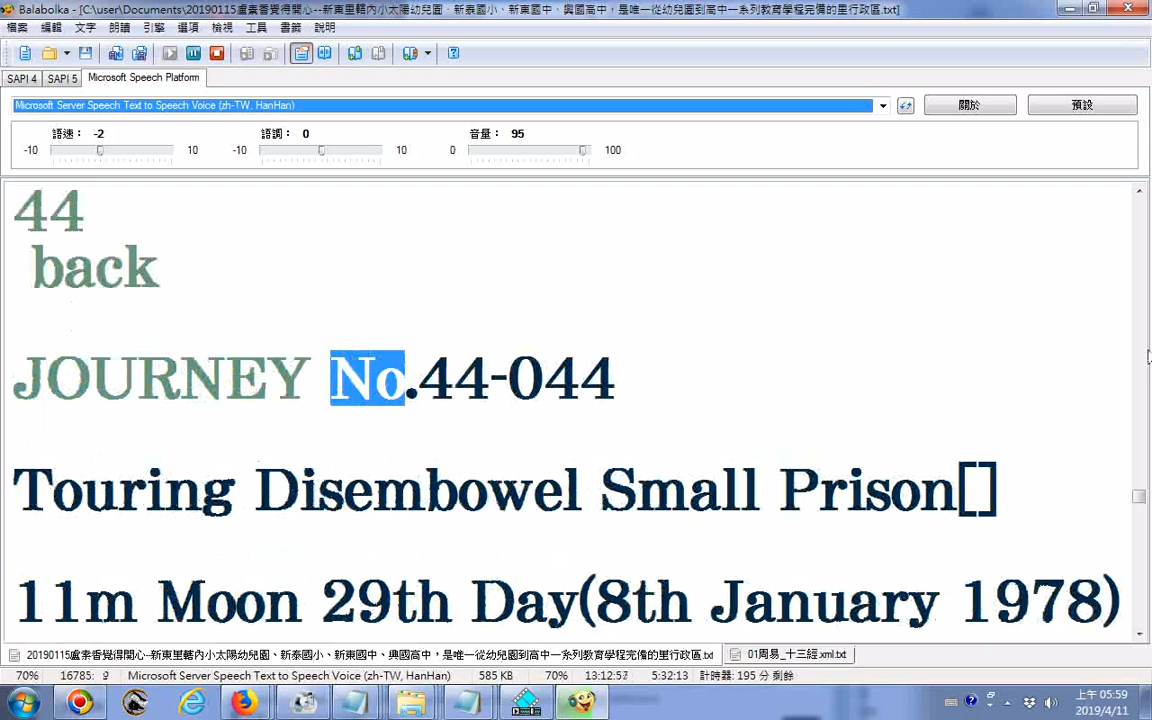 Balabolka - [C:\user\Documents\20190115盧素香覺得開心--新東里轄內小太陽幼兒園、新泰國小、新東國中、興國高中，是唯一從幼兒園到高中一系列教育學程完備的里行政區.txt]
檔案 編輯 文字 朗讀 引擎 選項 檢視 工具 書籤 說明
SAPI 4 SAPI 5 Microsoft Speech Platform
Microsoft Server Speech Text to Speech Voice (zh-TW, HanHan) 關於 預設
語速： -2 語調： 0 音量： 95
-10 10 -10 10 0 100
44
back
JOURNEY No.44-044
Touring Disembowel Small Prison[]
11m Moon 29th Day(8th January 1978)
20190115盧素香覺得開心--新東里轄內小太陽幼兒園、新泰國小、新東國中、興國高中，是唯一從幼兒園到高中一系列教育學程完備的里行政區.txt 01周易_十三經.xml.txt
70% 16785: Microsoft Server Speech Text to Speech Voice (zh-TW, HanHan) 585 KB 70% 13:12:57 5:32:13 計時器: 195 分 剩餘
上午 05:59
2019/4/11